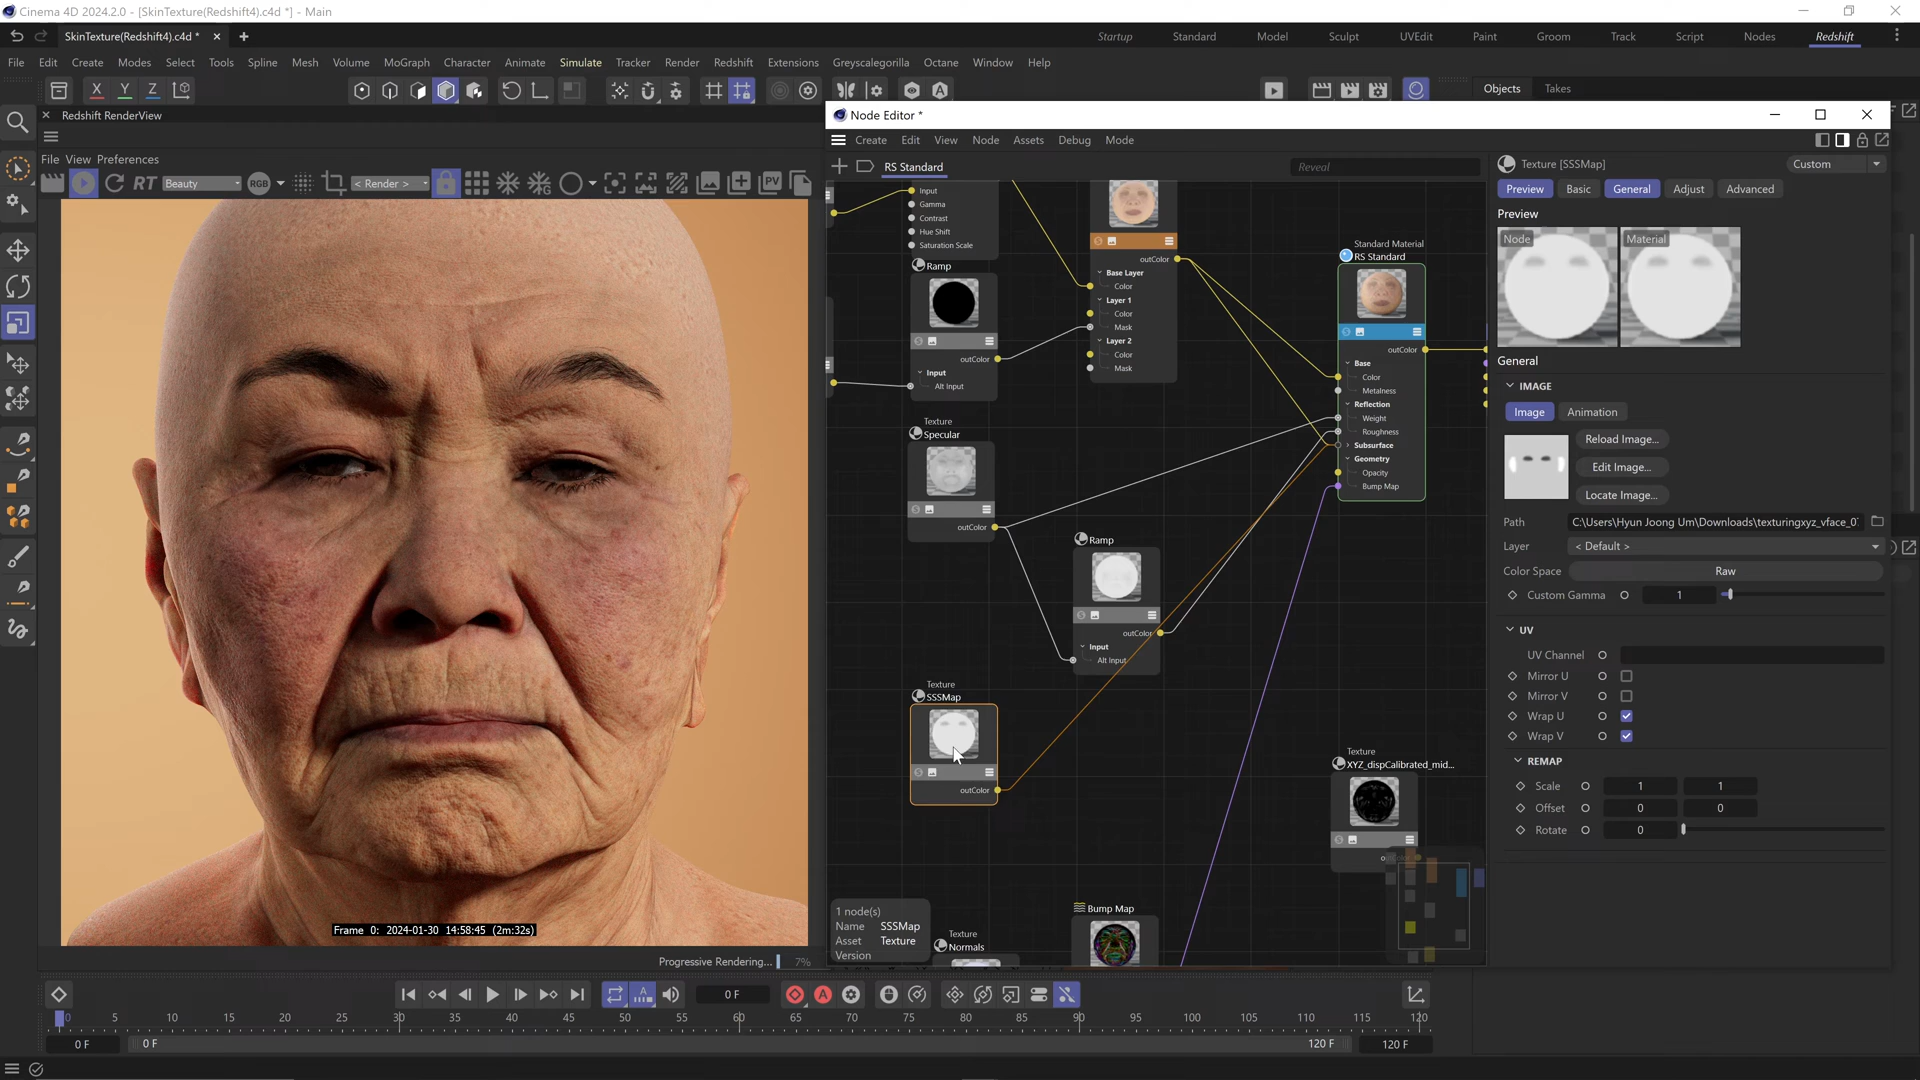 Cinema 4D 2024.2.0 - [SkinTexture(Redshift4).c4d *] - Main
SkinTexture(Redshift4).c4d *
Startup Standard Model Sculpt UVEdit Paint Groom Track Script Nodes Redshift
File Edit Create Modes Select Tools Spline Mesh Volume MoGraph Character Animate Simulate Tracker Render Redshift Extensions Greyscalegorilla Octane Window Help
X Y Z
Objects Takes
Redshift RenderView
File View Preferences
RT Beauty RGB < Render > PV
Frame 0: 2024-01-30 14:58:45 (2m:32s)
Progressive Rendering... 7%
Node Editor *
Create Edit View Node Assets Debug Mode
RS Standard
Reveal
Input
Gamma
Contrast
Hue Shift
Saturation Scale
Ramp
outColor
Input
Alt Input
outColor
Base Layer
Color
Layer 1
Color
Mask
Layer 2
Color
Mask
Standard Material
RS Standard
outColor
Base
Color
Metalness
Reflection
Weight
Roughness
Subsurface
Geometry
Opacity
Bump Map
Texture
Specular
outColor
Ramp
outColor
Input
Alt Input
Texture
SSSMap
outColor
Texture
XYZ_dispCalibrated_mid...
Bump Map
Texture
Normals
1 node(s)
Name SSSMap
Asset Texture
Version
Texture [SSSMap]
Custom
Preview Basic General Adjust Advanced
Preview
Node Material
General
IMAGE
Image Animation
Reload Image...
Edit Image...
Locate Image...
Path C:\Users\Hyun Joong Um\Downloads\texturingxyz_vface_0
Layer < Default >
Color Space Raw
Custom Gamma 1
UV
UV Channel
Mirror U
Mirror V
Wrap U
Wrap V
REMAP
Scale 1 1
Offset 0 0
Rotate 0
0 F
0 5 10 15 20 25 30 35 40 45 50 55 60 65 70 75 80 85 90 95 100 105 110 115 120
0 F 0 F 120 F 120 F